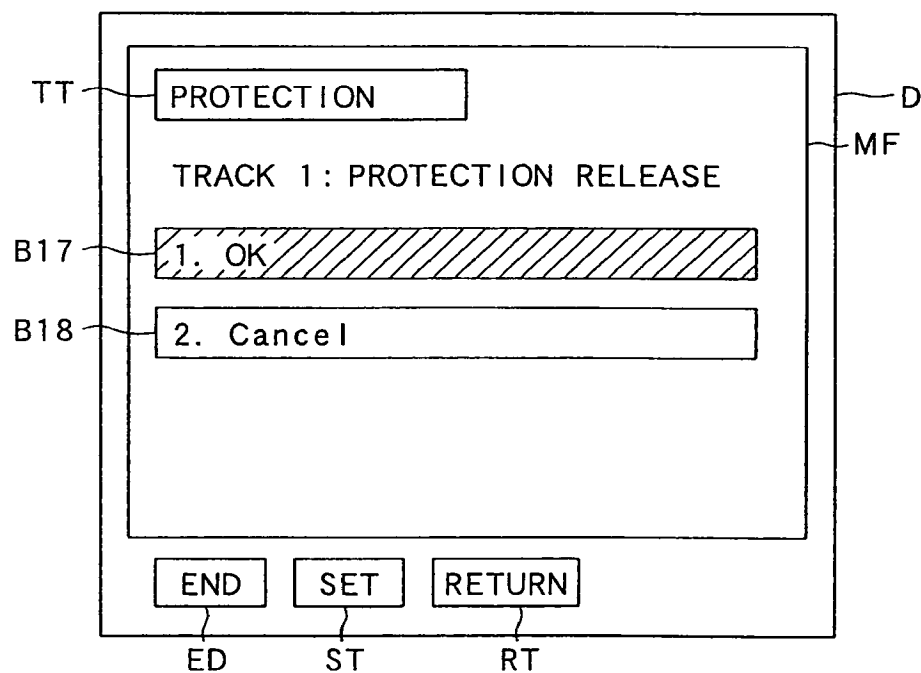 TT PROTECTION D
MF
TRACK 1: PROTECTION RELEASE
B17 1. OK
B18 2. Cancel
END SET RETURN
ED ST RT